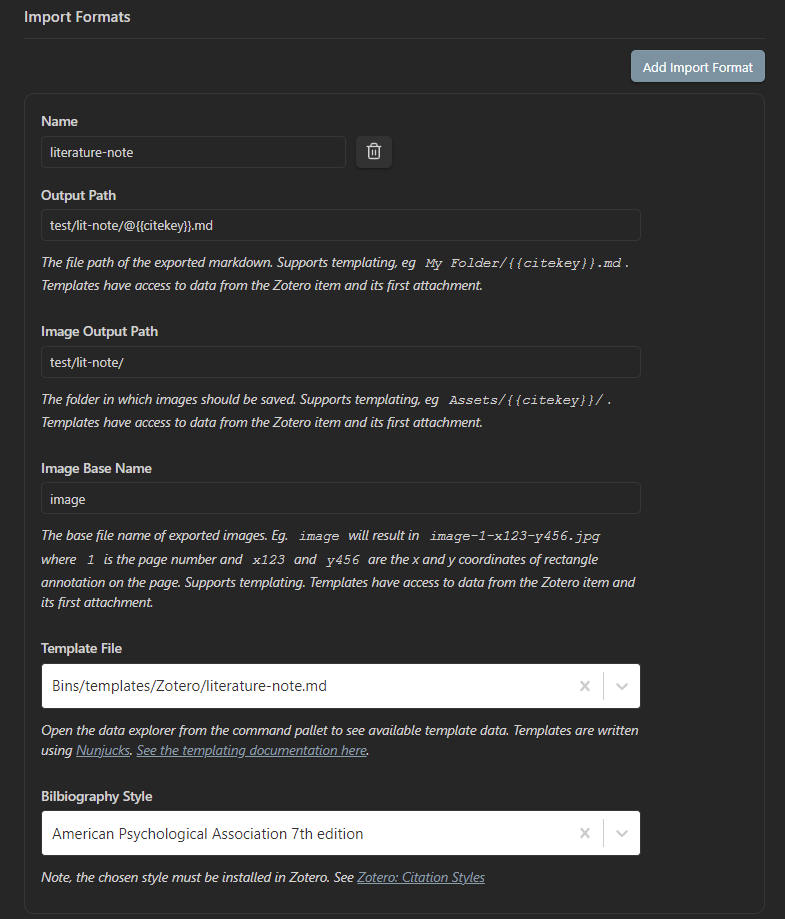 Import Formats
Add Import Format
Name
literature-note
Output Path
test/lit-note/@{{citekey}}.md
The file path of the exported markdown. Supports templating, eg My Folder/{{citekey}}.md.
Templates have access to data from the Zotero item and its first attachment.
Image Output Path
test/lit-note/
The folder in which images should be saved. Supports templating, eg Assets/{{citekey}}/ .
Templates have access to data from the Zotero item and its first attachment.
Image Base Name
image
The base file name of exported images. Eg. image will result in image-1-x123-y456.jpg
where 1 is the page number and x123 and y456 are the x and y coordinates of rectangle
annotation on the page. Supports templating. Templates have access to data from the Zotero item and
its first attachment.
Template File
Bins/templates/Zotero/literature-note.md
Open the data explorer from the command pallet to see available template data. Templates are written
using Nunjucks. See the templating documentation here.
Bilbiography Style
American Psychological Association 7th edition
Note, the chosen style must be installed in Zotero. See Zotero: Citation Styles